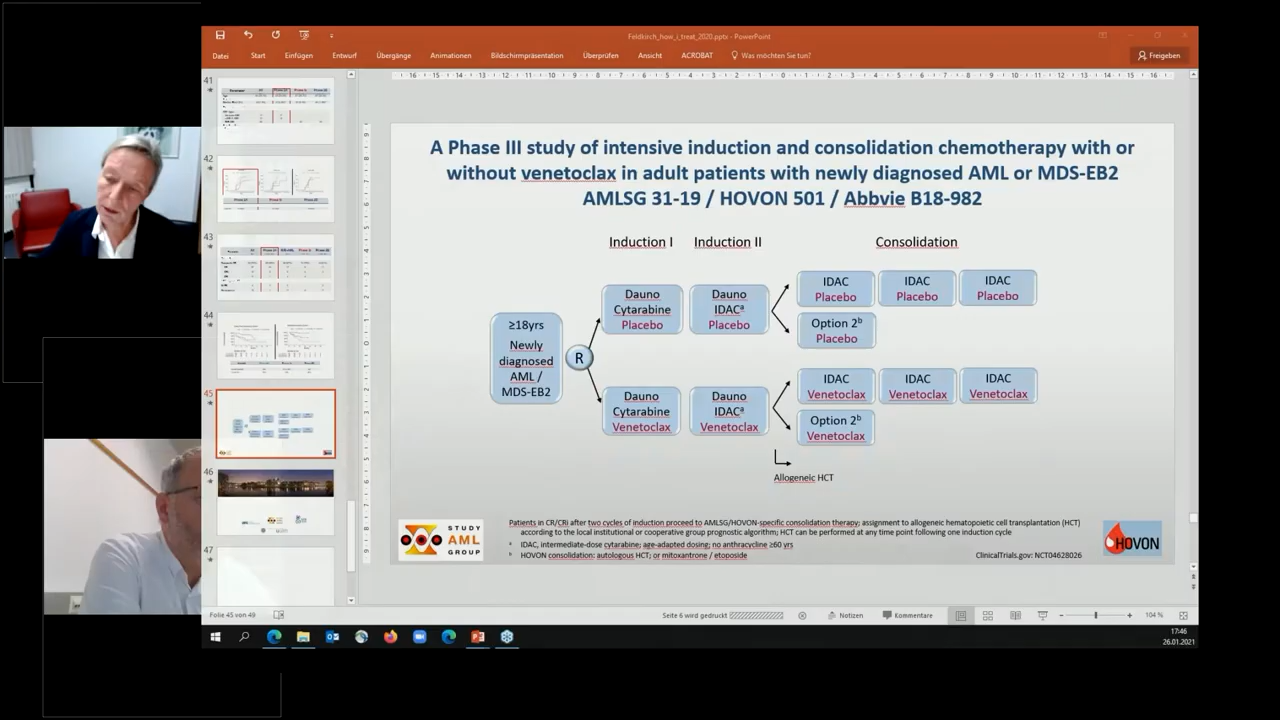 Feldkirch_how_i_treat_2020.pptx - PowerPoint
Datei Start Einfügen Entwurf Übergänge Animationen Bildschirmpräsentation Überprüfen Ansicht ACROBAT Was möchten Sie tun? Freigeben
41
42
43
44
45
46
47
A Phase III study of intensive induction and consolidation chemotherapy with or
without venetoclax in adult patients with newly diagnosed AML or MDS-EB2
AMLSG 31-19 / HOVON 501 / Abbvie B18-982
Induction I Induction II Consolidation
≥18yrs
Newly
diagnosed
AML /
MDS-EB2
R
Dauno
Cytarabine
Placebo
Dauno
IDACᵃ
Placebo
IDAC
Placebo
IDAC
Placebo
IDAC
Placebo
Option 2ᵇ
Placebo
Dauno
Cytarabine
Venetoclax
Dauno
IDACᵃ
Venetoclax
IDAC
Venetoclax
IDAC
Venetoclax
IDAC
Venetoclax
Option 2ᵇ
Venetoclax
Allogeneic HCT
STUDY
AML
GROUP
Patients in CR/CRi after two cycles of induction proceed to AMLSG/HOVON-specific consolidation therapy; assignment to allogeneic hematopoietic cell transplantation (HCT)
according to the local institutional or cooperative group prognostic algorithm; HCT can be performed at any time point following one induction cycle
ᵃ IDAC, intermediate-dose cytarabine; age-adapted dosing; no anthracycline ≥60 yrs
ᵇ HOVON consolidation: autologous HCT; or mitoxantrone / etoposide
ClinicalTrials.gov: NCT04628026
HOVON
Folie 45 von 49
Seite 6 wird gedruckt
Notizen
Kommentare
104 %
17:46
26.01.2021